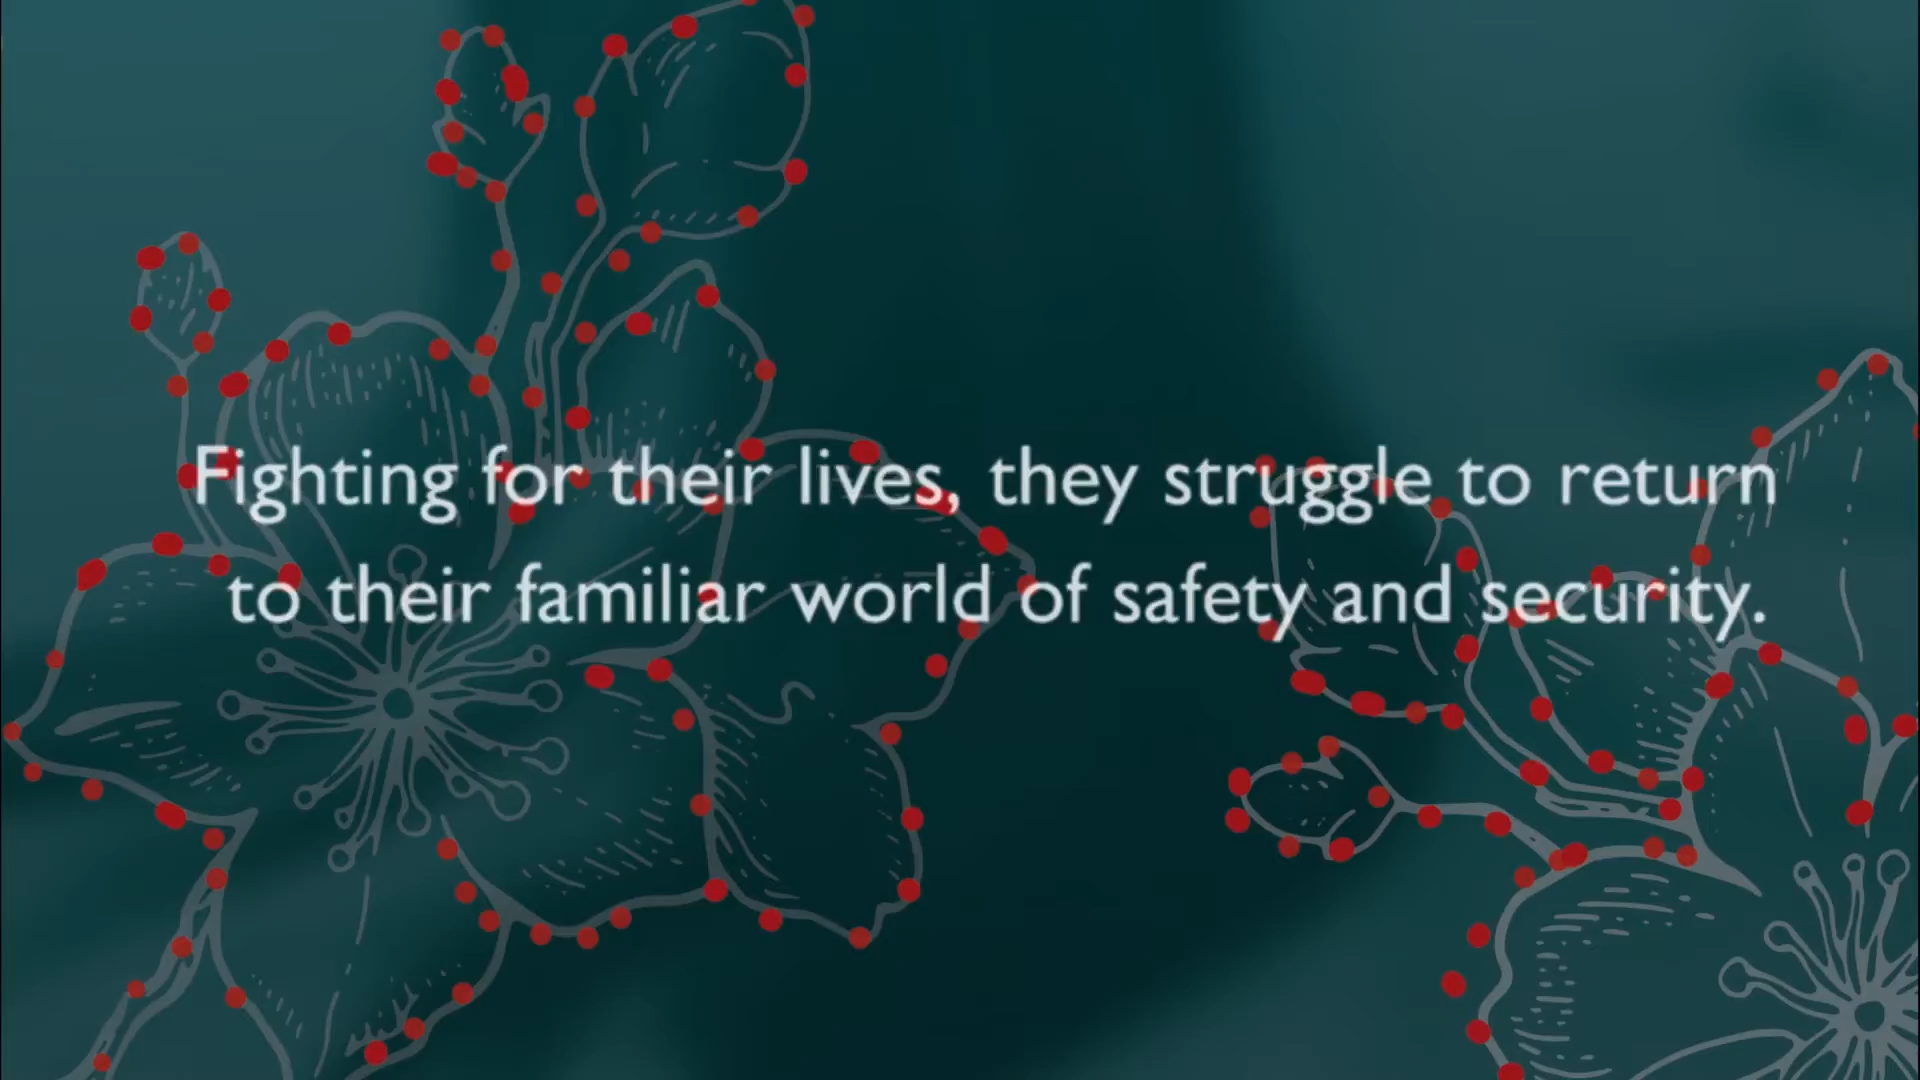 Fighting for their lives, they struggle to return
to their familiar world of safety and security.